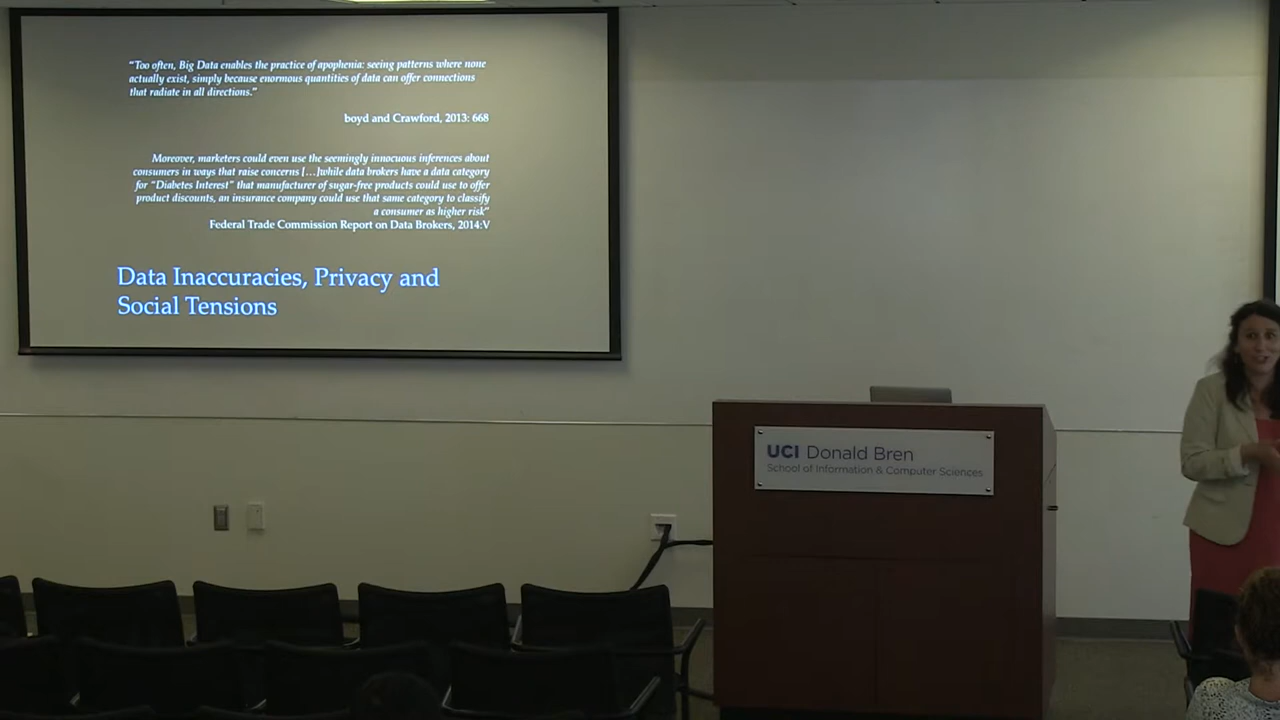 “Too often, Big Data enables the practice of apophenia: seeing patterns where none
actually exist, simply because enormous quantities of data can offer connections
that radiate in all directions.”
boyd and Crawford, 2013: 668
Moreover, marketers could even use the seemingly innocuous inferences about
consumers in ways that raise concerns […]while data brokers have a data category
for “Diabetes Interest” that manufacturer of sugar-free products could use to offer
product discounts, an insurance company could use that same category to classify
a consumer as higher risk”
Federal Trade Commission Report on Data Brokers, 2014:V
Data Inaccuracies, Privacy and
Social Tensions
UCI Donald Bren
School of Information & Computer Sciences